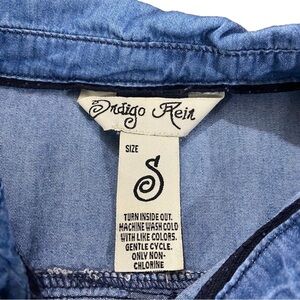 Indigo Rein
SIZE
S
TURN INSIDE OUT.
MACHINE WASH COLD
WITH LIKE COLORS.
GENTLE CYCLE.
ONLY NON-
CHLORINE